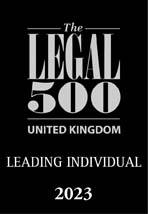 The
LEGAL
500
UNITED KINGDOM
LEADING INDIVIDUAL
2023